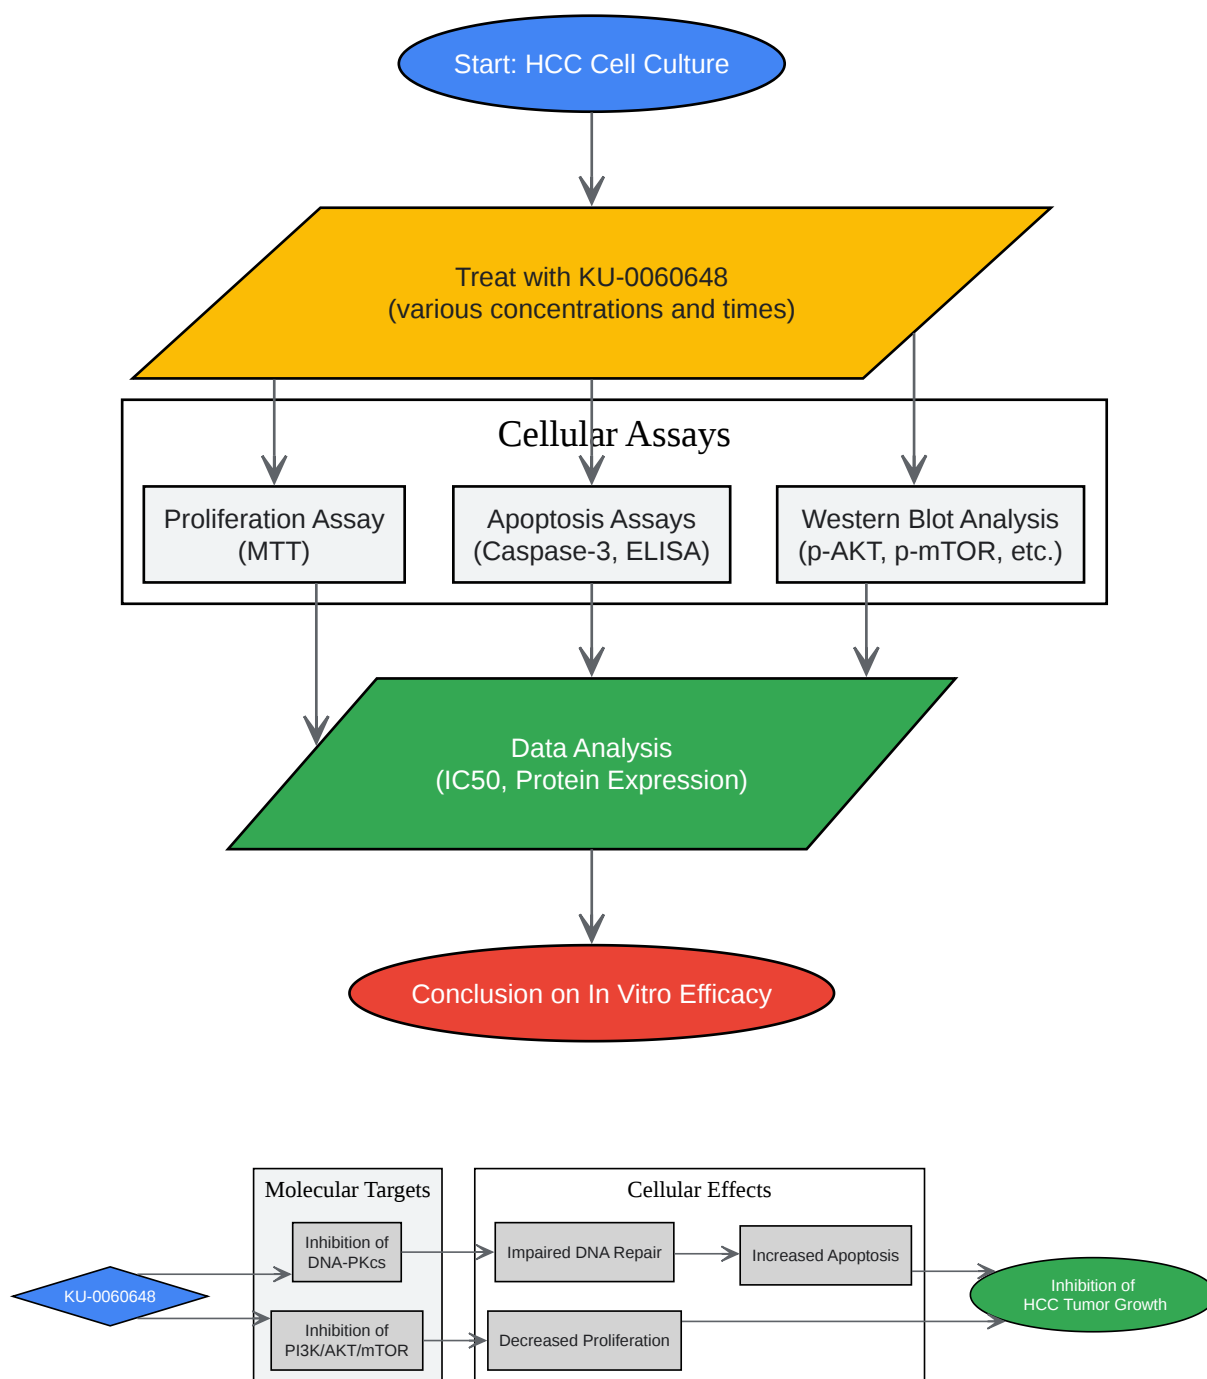 Start: HCC Cell Culture
Treat with KU-0060648
(various concentrations and times)
Cellular Assays
Proliferation Assay
(MTT)
Apoptosis Assays
(Caspase-3, ELISA)
Western Blot Analysis
(p-AKT, p-mTOR, etc.)
Data Analysis
(IC50, Protein Expression)
Conclusion on In Vitro Efficacy
Molecular Targets
Cellular Effects
KU-0060648
Inhibition of
DNA-PKcs
Impaired DNA Repair
Increased Apoptosis
Inhibition of
PI3K/AKT/mTOR
Decreased Proliferation
Inhibition of
HCC Tumor Growth